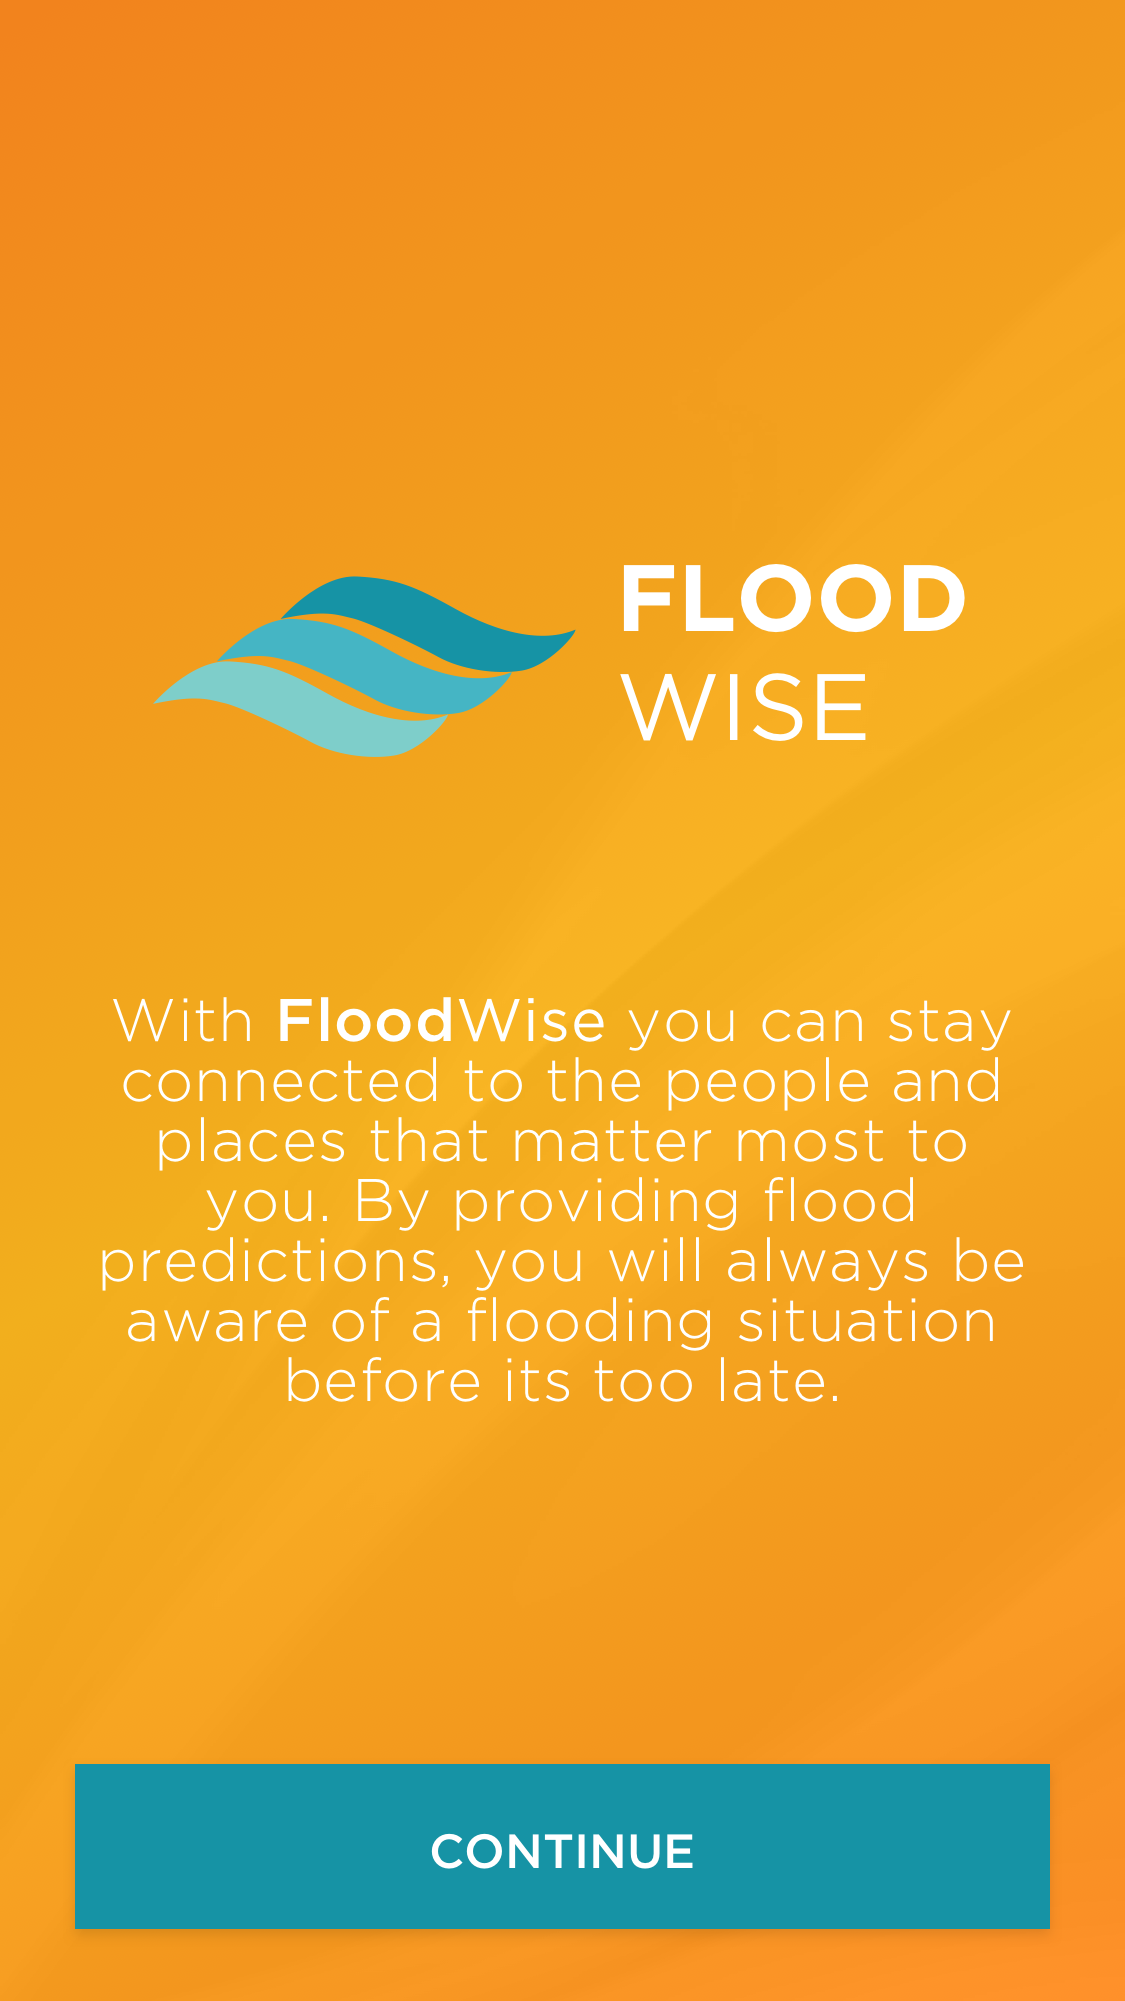 FLOOD
WISE
With FloodWise you can stay
connected to the people and
places that matter most to
you. By providing flood
predictions, you will always be
aware of a flooding situation
before its too late.
CONTINUE